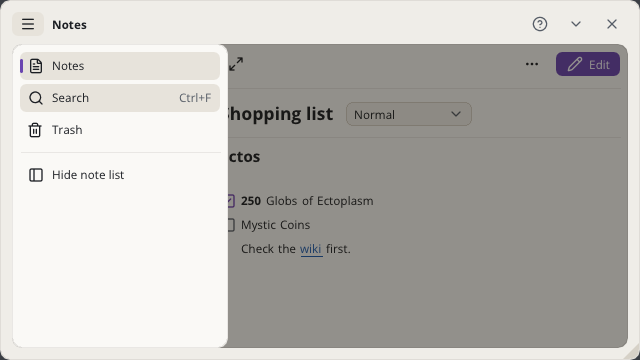 Notes
Notes
Search Ctrl+F
Trash
Hide note list
Edit
hopping list Normal
ctos
250 Globs of Ectoplasm
Mystic Coins
Check the wiki first.